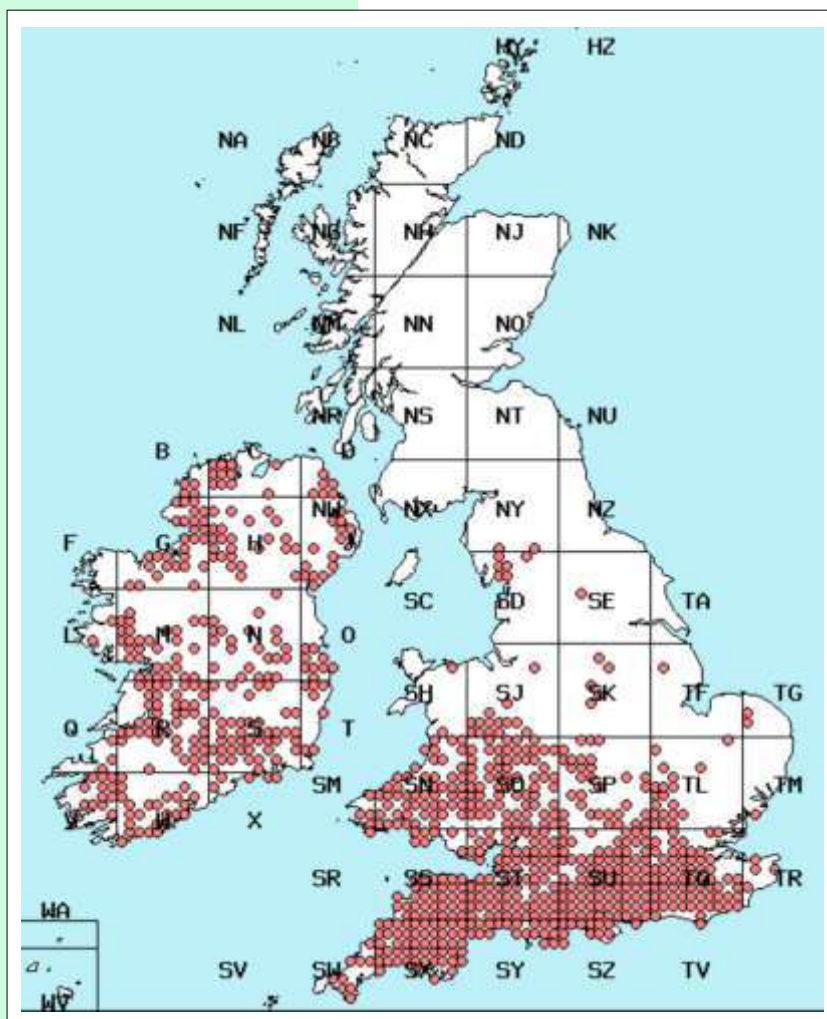 HY HZ
NA NB NC ND
NF NG NH NJ NK
NL NM NN NO
NR NS NT NU
B C D
NW NX NY NZ
F G H J
SC SD SE TA
L M N O
SH SJ SK TF TG
Q R S T
SM SN SO SP TL TM
V W X
SR SS ST SU TQ TR
WA
SV SW SX SY SZ TV
WV